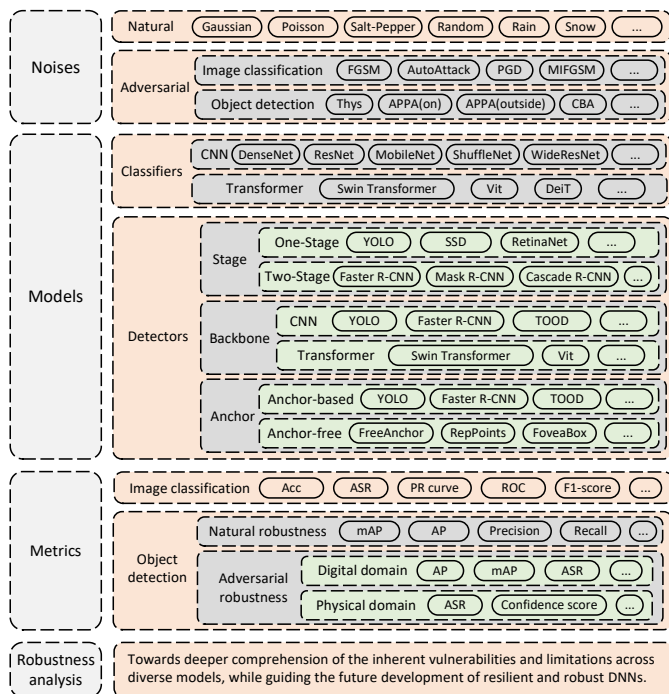 Noises
Natural Gaussian Poisson Salt-Pepper Random Rain Snow ...
Adversarial
Image classification FGSM AutoAttack PGD MIFGSM ...
Object detection Thys APPA(on) APPA(outside) CBA ...
Models
Classifiers
CNN DenseNet ResNet MobileNet ShuffleNet WideResNet ...
Transformer Swin Transformer Vit DeiT ...
Detectors
Stage
One-Stage YOLO SSD RetinaNet ...
Two-Stage Faster R-CNN Mask R-CNN Cascade R-CNN ...
Backbone
CNN YOLO Faster R-CNN TOOD ...
Transformer Swin Transformer Vit ...
Anchor
Anchor-based YOLO Faster R-CNN TOOD ...
Anchor-free FreeAnchor RepPoints FoveaBox ...
Metrics
Image classification Acc ASR PR curve ROC F1-score ...
Object
detection
Natural robustness mAP AP Precision Recall ...
Adversarial
robustness
Digital domain AP mAP ASR ...
Physical domain ASR Confidence score ...
Robustness
analysis
Towards deeper comprehension of the inherent vulnerabilities and limitations across
diverse models, while guiding the future development of resilient and robust DNNs.